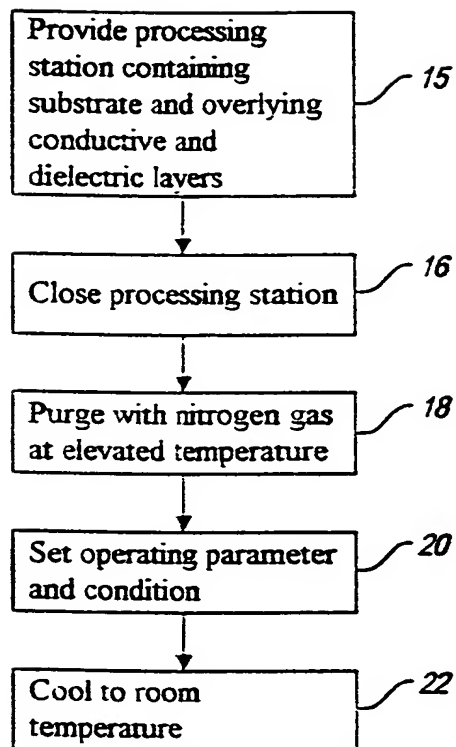 Provide processing
station containing
substrate and overlying
conductive and
dielectric layers
15
Close processing station
16
Purge with nitrogen gas
at elevated temperature
18
Set operating parameter
and condition
20
Cool to room
temperature
22